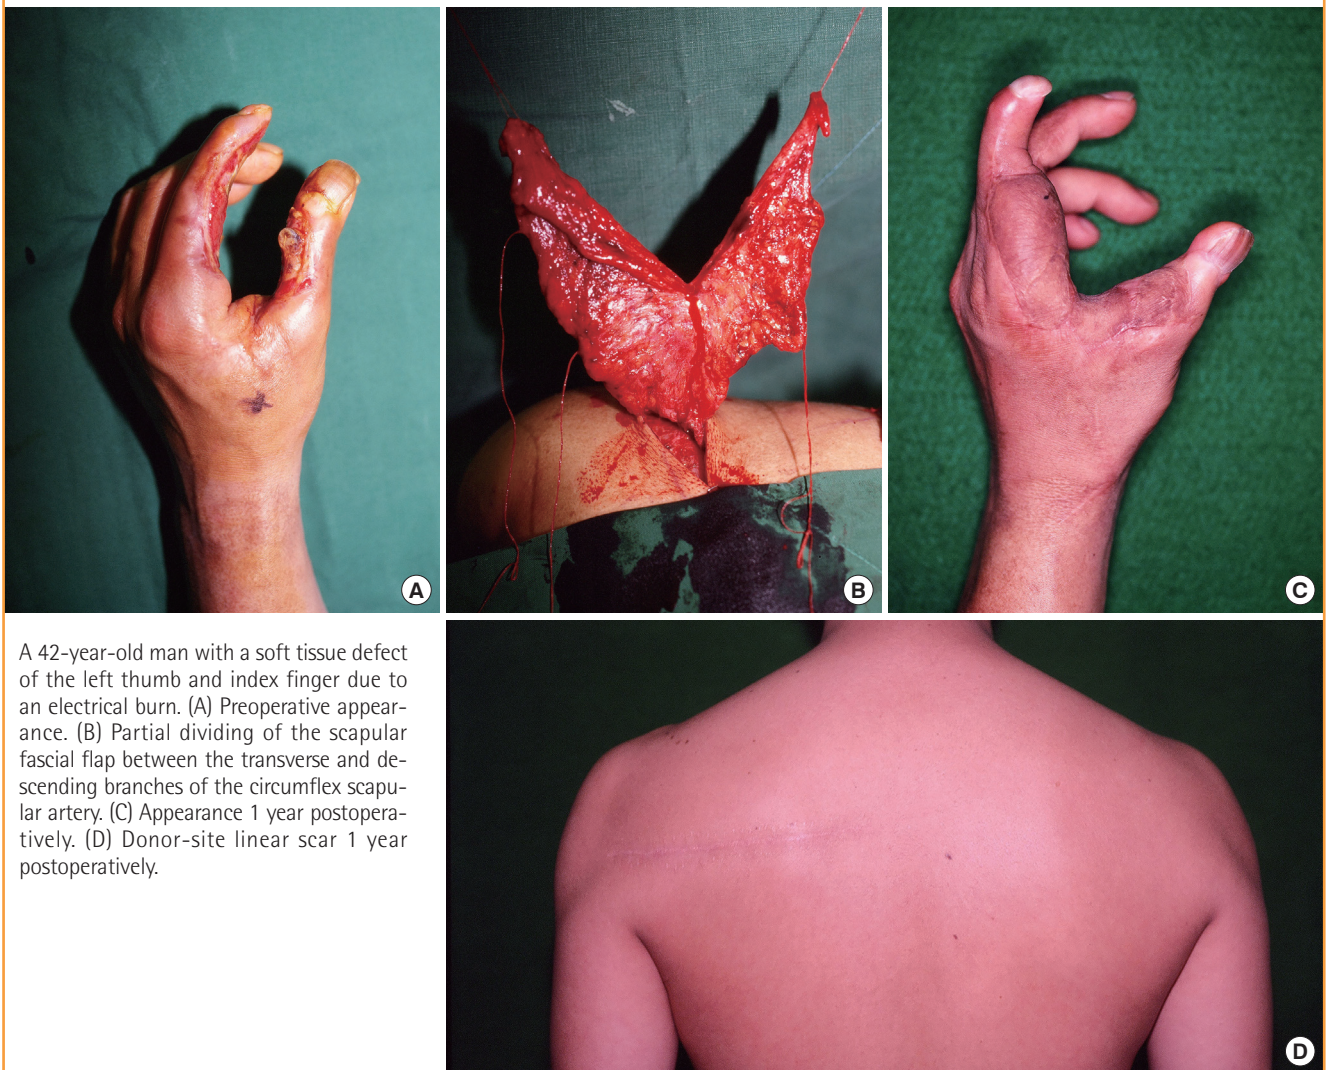 A
B
C
A 42-year-old man with a soft tissue defect
of the left thumb and index finger due to
an electrical burn. (A) Preoperative appear-
ance. (B) Partial dividing of the scapular
fascial flap between the transverse and de-
scending branches of the circumflex scapu-
lar artery. (C) Appearance 1 year postopera-
tively. (D) Donor-site linear scar 1 year
postoperatively.
D